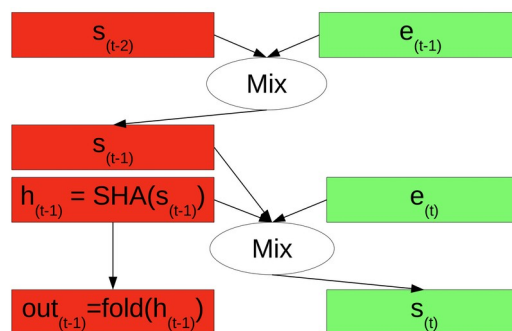 s(t-2)
e(t-1)
Mix
s(t-1)
h(t-1) = SHA(s(t-1))
e(t)
Mix
out(t-1)=fold(h(t-1))
s(t)